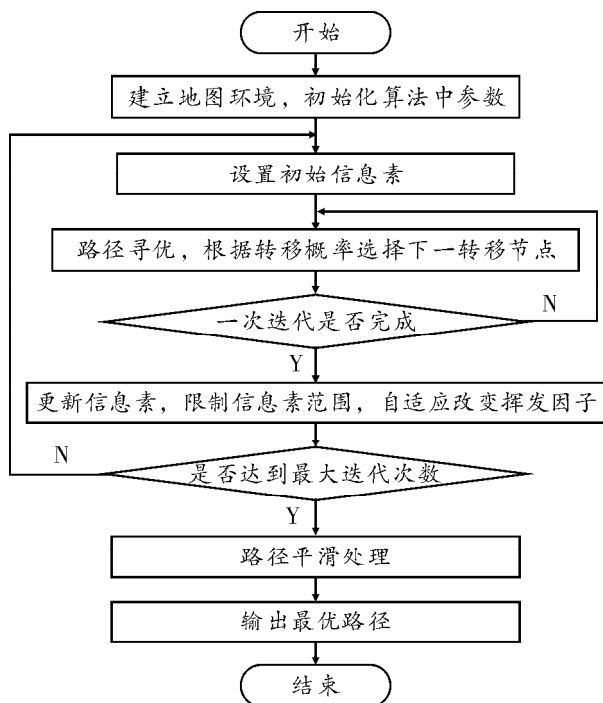 开始
建立地图环境，初始化算法中参数
设置初始信息素
路径寻优，根据转移概率选择下一转移节点
一次迭代是否完成
N
Y
更新信息素，限制信息素范围，自适应改变挥发因子
N
是否达到最大迭代次数
Y
路径平滑处理
输出最优路径
结束